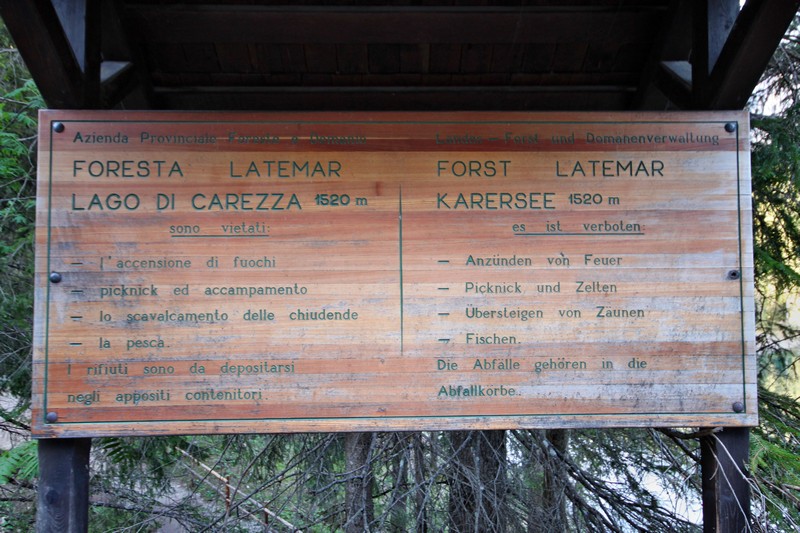 Azienda Provinciale Foreste e Demanio
FORESTA LATEMAR
LAGO DI CAREZZA 1520 m
sono vietati:
— l'accensione di fuochi
— picknick ed accampamento
— lo scavalcamento delle chiudende
— la pesca.
I rifiuti sono da depositarsi
negli appositi contenitori.
Landes-Forst und Domänenverwaltung
FORST LATEMAR
KARERSEE 1520 m
es ist verboten:
— Anzünden von Feuer
— Picknick und Zelten
— Übersteigen von Zäunen
— Fischen.
Die Abfälle gehören in die
Abfallkörbe.